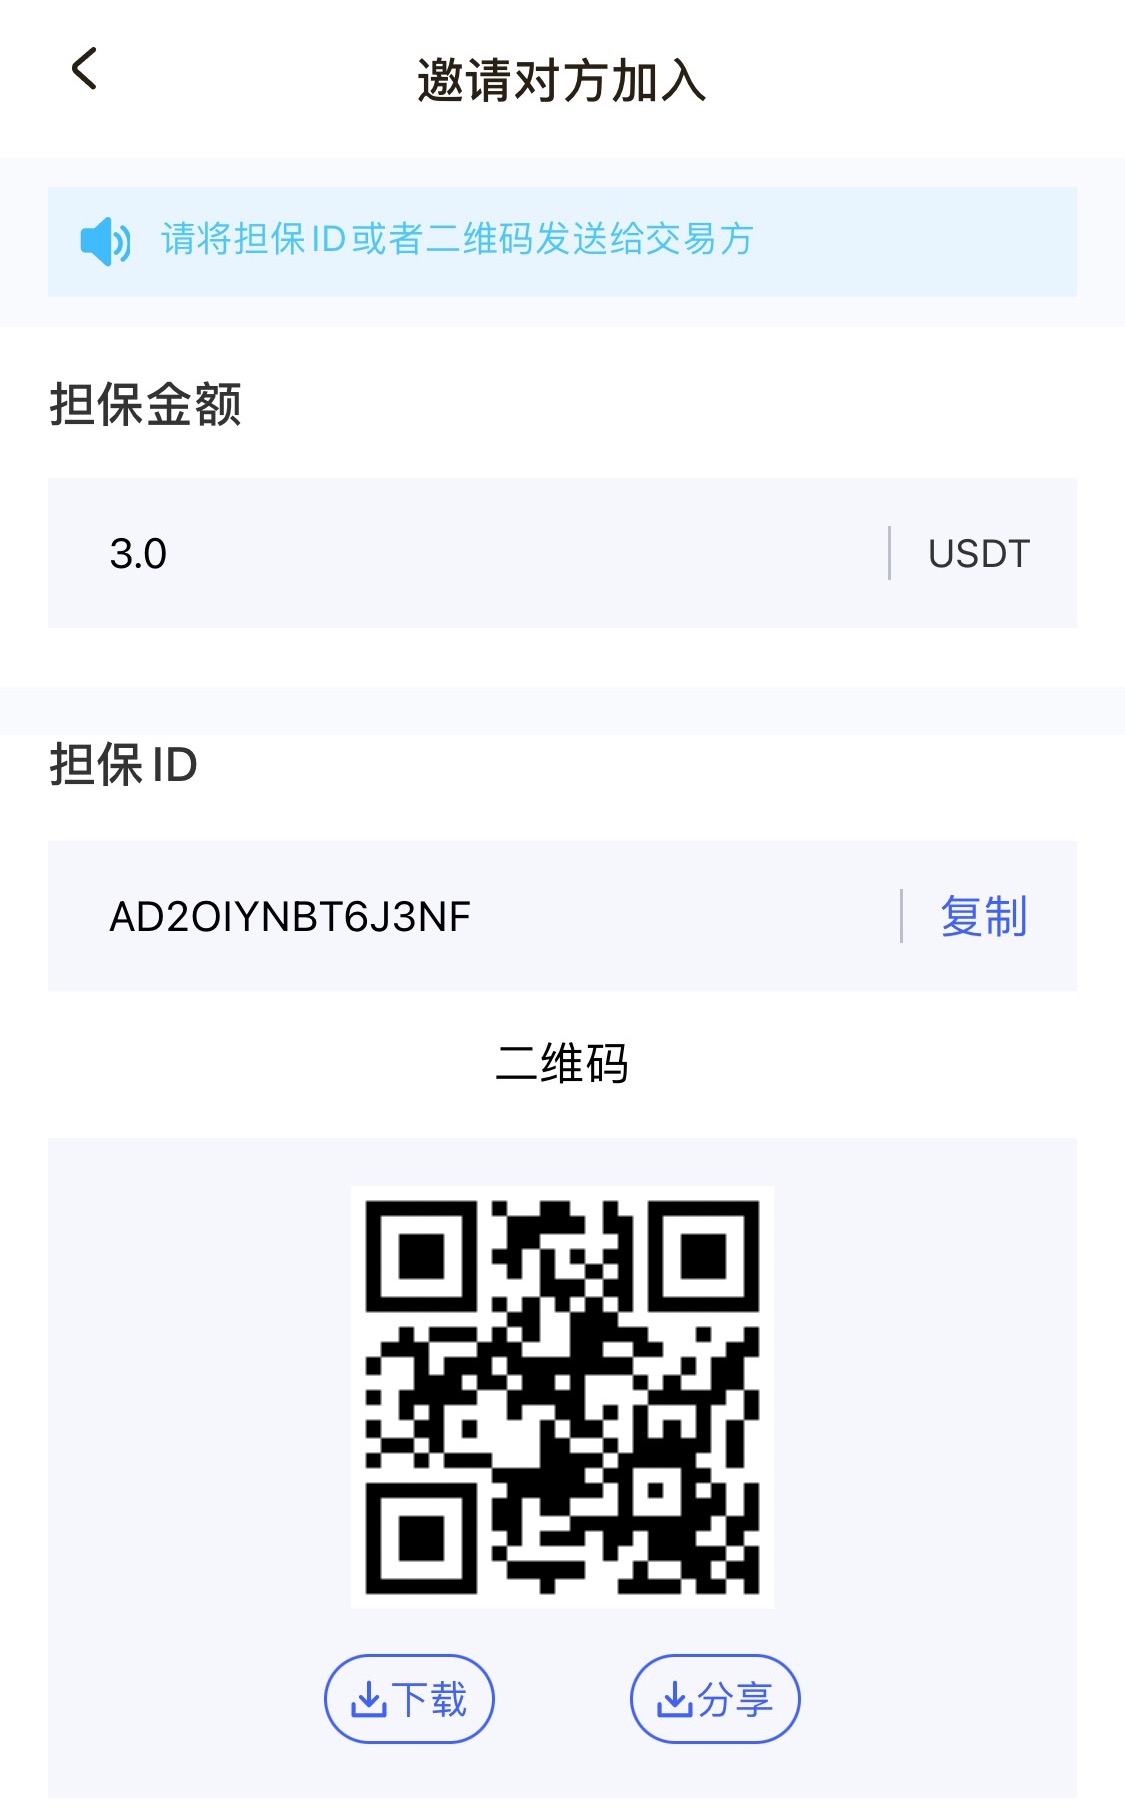 邀请对方加入
请将担保ID或者二维码发送给交易方
担保金额
3.0 USDT
担保ID
AD2OIYNBT6J3NF 复制
二维码
下载 分享